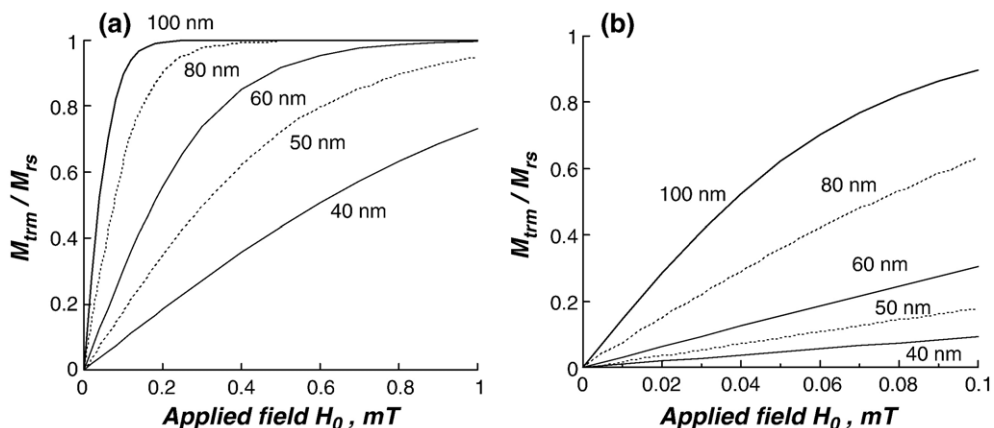 (a)
100 nm
80 nm
60 nm
50 nm
40 nm
1
0.8
0.6
0.4
0.2
0
M_trm / M_rs
0 0.2 0.4 0.6 0.8 1
Applied field H_0 , mT
(b)
100 nm
80 nm
60 nm
50 nm
40 nm
1
0.8
0.6
0.4
0.2
0
M_trm / M_rs
0 0.02 0.04 0.06 0.08 0.1
Applied field H_0 , mT